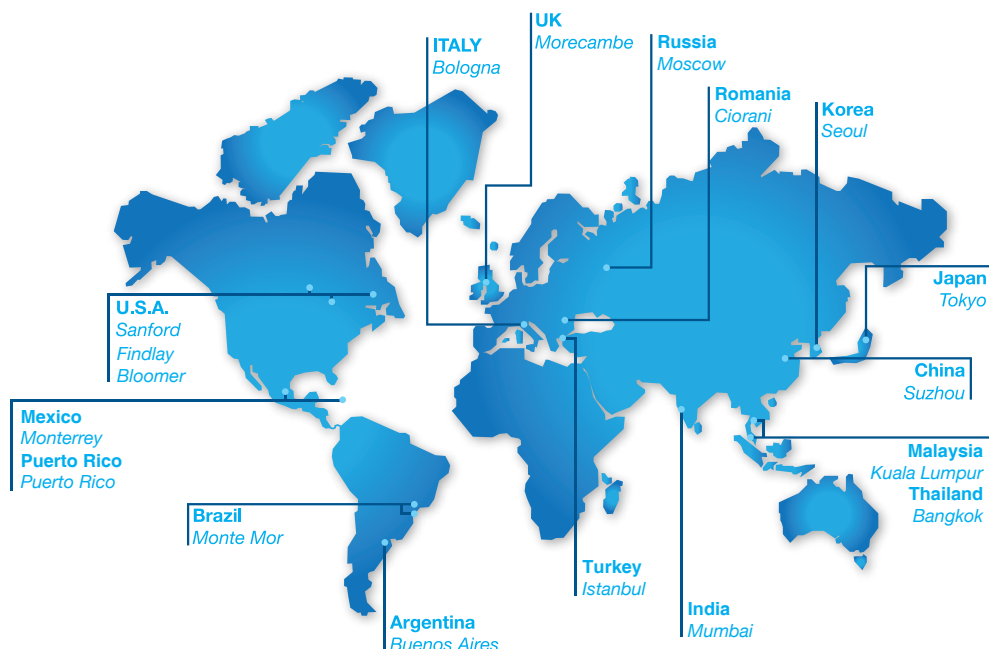 UK
Morecambe
ITALY
Bologna
Russia
Moscow
Romania
Ciorani
Korea
Seoul
Japan
Tokyo
U.S.A.
Sanford
Findlay
Bloomer
China
Suzhou
Mexico
Monterrey
Puerto Rico
Puerto Rico
Malaysia
Kuala Lumpur
Thailand
Bangkok
Brazil
Monte Mor
Turkey
Istanbul
India
Mumbai
Argentina
Buenos Aires